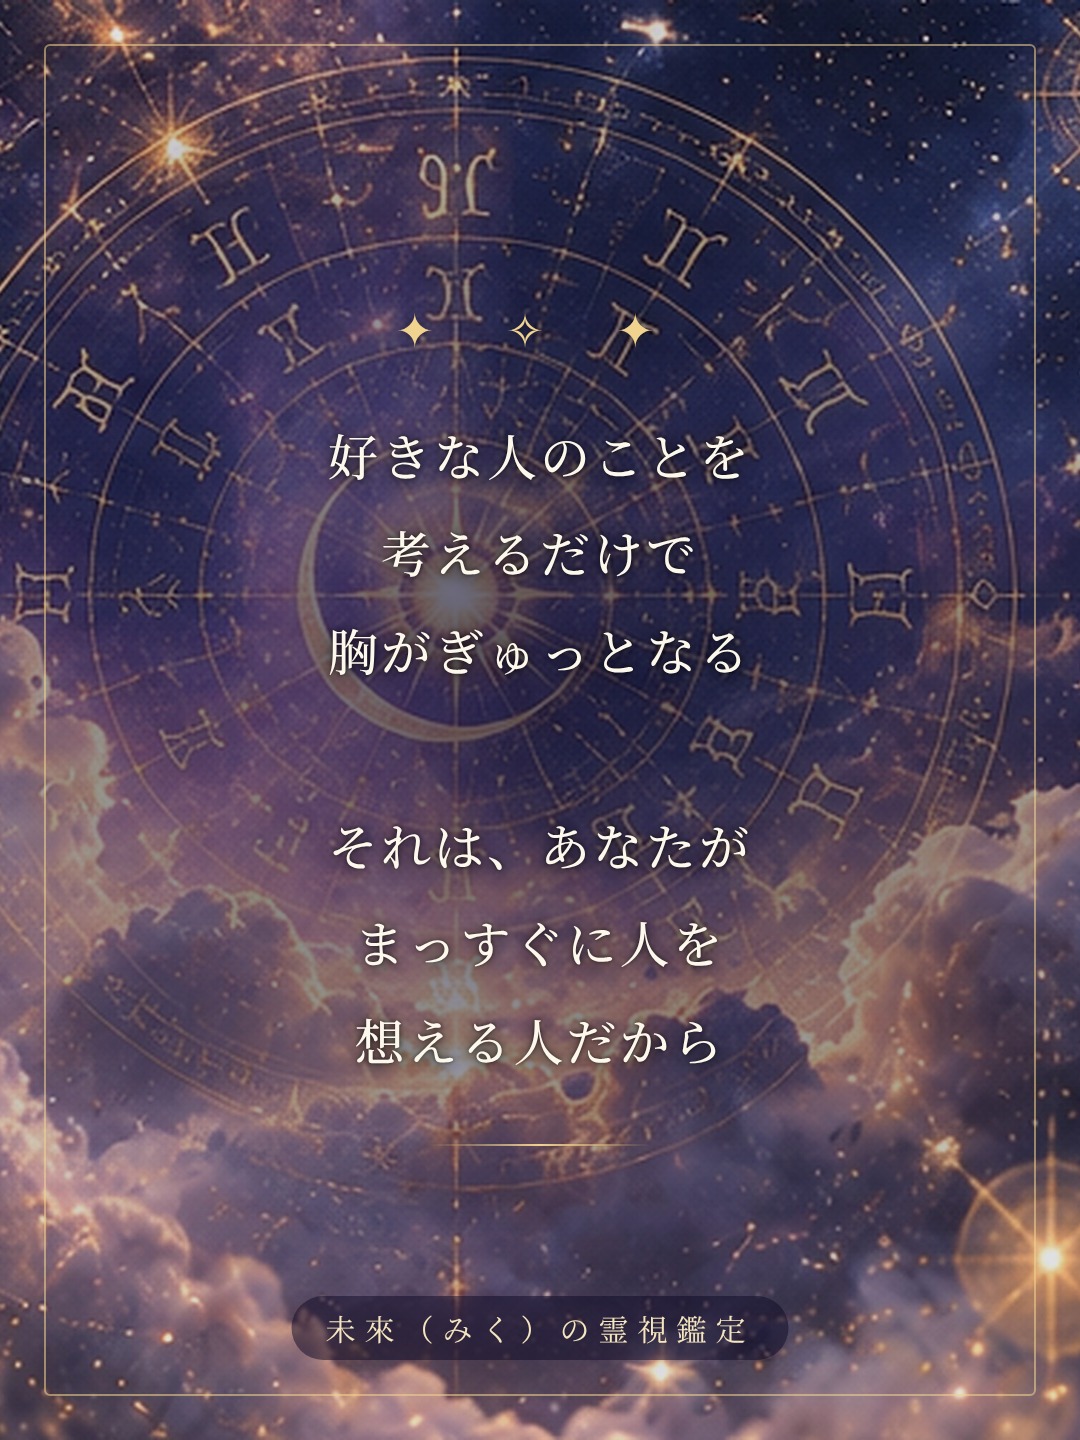 好きな人のことを
考えるだけで
胸がぎゅっとなる
それは、あなたが
まっすぐに人を
想える人だから
未來（みく）の霊視鑑定